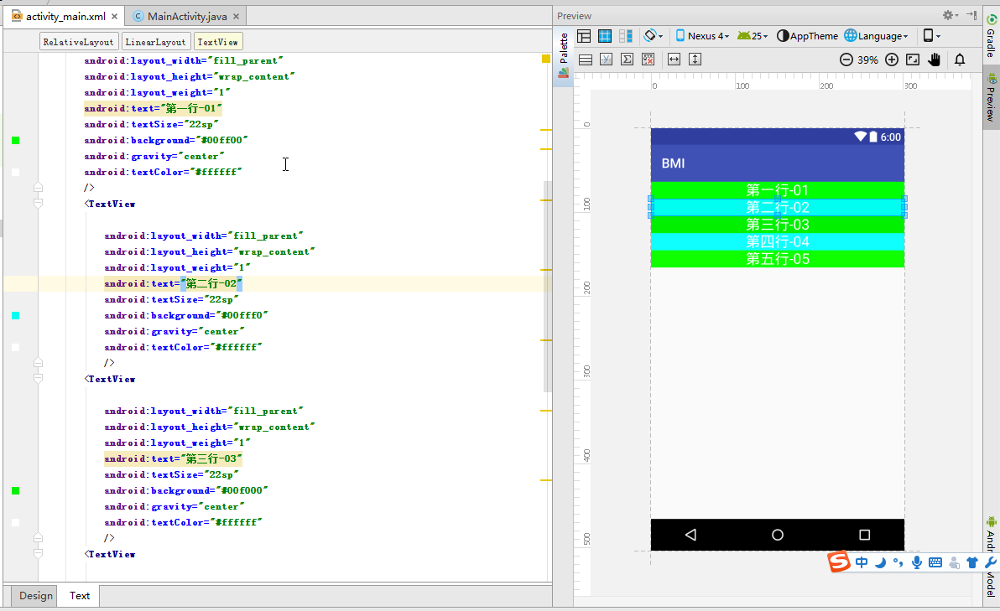 activity_main.xml
MainActivity.java
RelativeLayout
LinearLayout
TextView
android:layout_width="fill_parent"
android:layout_height="wrap_content"
android:layout_weight="1"
android:text="第一行-01"
android:textSize="22sp"
android:background="#00ff00"
android:gravity="center"
android:textColor="#ffffff"
/>
<TextView
android:layout_width="fill_parent"
android:layout_height="wrap_content"
android:layout_weight="1"
android:text="第二行-02"
android:textSize="22sp"
android:background="#00fff0"
android:gravity="center"
android:textColor="#ffffff"
/>
<TextView
android:layout_width="fill_parent"
android:layout_height="wrap_content"
android:layout_weight="1"
android:text="第三行-03"
android:textSize="22sp"
android:background="#00f000"
android:gravity="center"
android:textColor="#ffffff"
/>
<TextView
Design
Text
Preview
Palette
Nexus 4
25
AppTheme
Language
39%
0
100
200
300
0
100
200
300
400
500
6:00
BMI
第一行-01
第二行-02
第三行-03
第四行-04
第五行-05
Gradle
Preview
Model
S
中